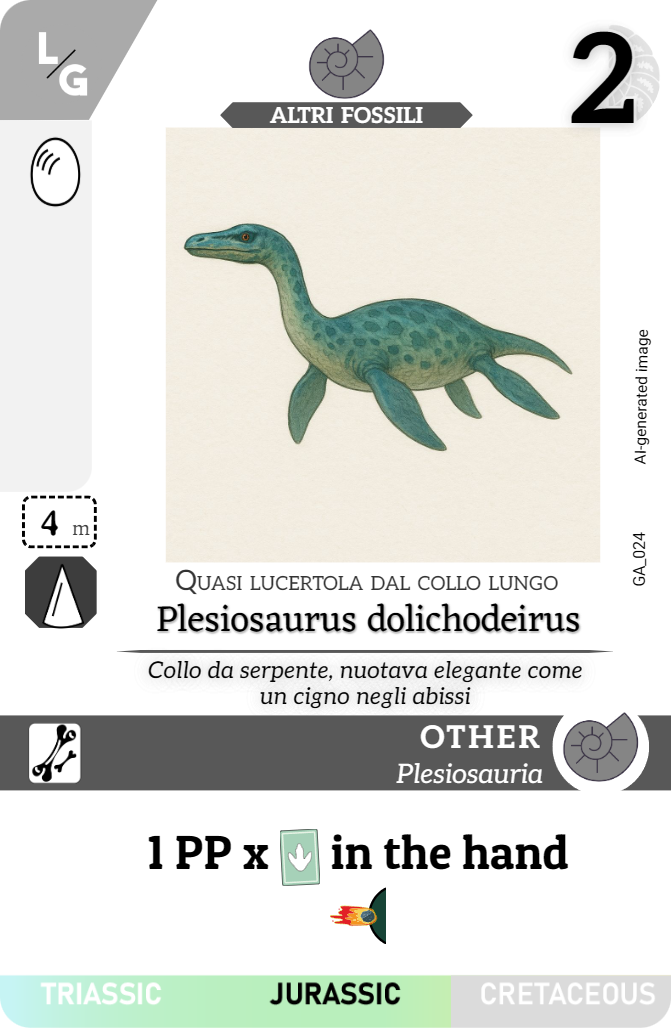 L/G
2
ALTRI FOSSILI
AI-generated image
4 m
GA_024
QUASI LUCERTOLA DAL COLLO LUNGO
Plesiosaurus dolichodeirus
Collo da serpente, nuotava elegante come
un cigno negli abissi
OTHER
Plesiosauria
1 PP x in the hand
TRIASSIC JURASSIC CRETACEOUS